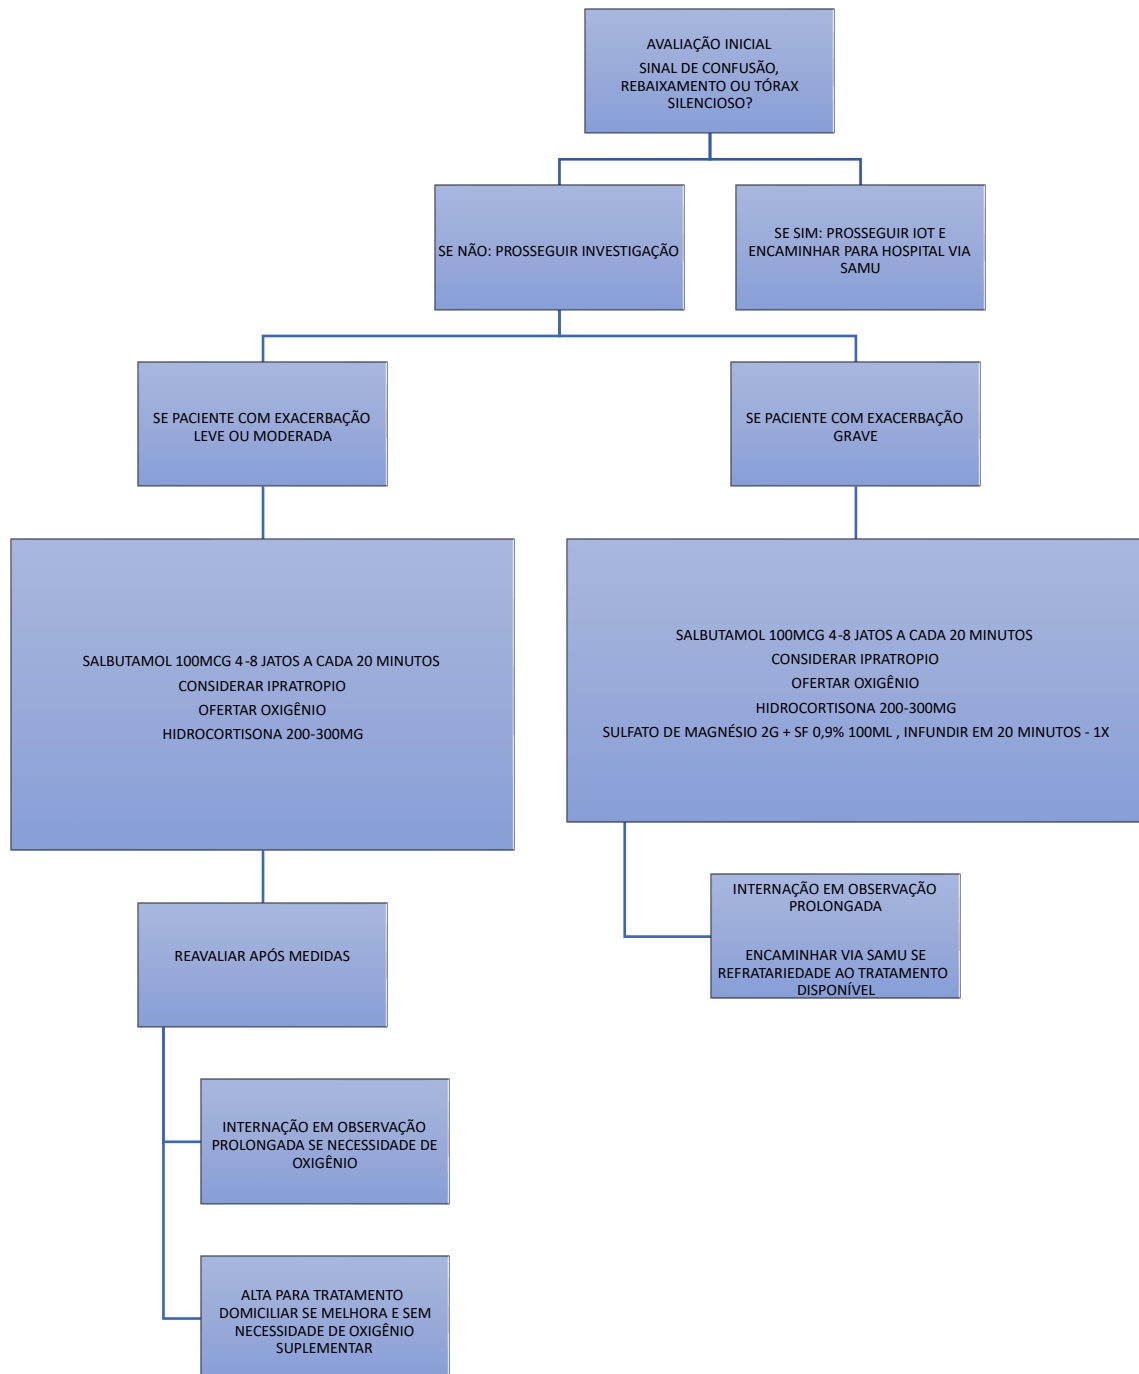 AVALIAÇÃO INICIAL
SINAL DE CONFUSÃO,
REBAIXAMENTO OU TÓRAX
SILENCIOSO?
SE NÃO: PROSSEGUIR INVESTIGAÇÃO
SE SIM: PROSSEGUIR IOT E
ENCAMINHAR PARA HOSPITAL VIA
SAMU
SE PACIENTE COM EXACERBAÇÃO
LEVE OU MODERADA
SE PACIENTE COM EXACERBAÇÃO
GRAVE
SALBUTAMOL 100MCG 4-8 JATOS A CADA 20 MINUTOS
CONSIDERAR IPRATROPIO
OFERTAR OXIGÊNIO
HIDROCORTISONA 200-300MG
SALBUTAMOL 100MCG 4-8 JATOS A CADA 20 MINUTOS
CONSIDERAR IPRATROPIO
OFERTAR OXIGÊNIO
HIDROCORTISONA 200-300MG
SULFATO DE MAGNÉSIO 2G + SF 0,9% 100ML , INFUNDIR EM 20 MINUTOS - 1X
REAVALIAR APÓS MEDIDAS
INTERNAÇÃO EM OBSERVAÇÃO
PROLONGADA
ENCAMINHAR VIA SAMU SE
REFRATARIEDADE AO TRATAMENTO
DISPONÍVEL
INTERNAÇÃO EM OBSERVAÇÃO
PROLONGADA SE NECESSIDADE DE
OXIGÊNIO
ALTA PARA TRATAMENTO
DOMICILIAR SE MELHORA E SEM
NECESSIDADE DE OXIGÊNIO
SUPLEMENTAR